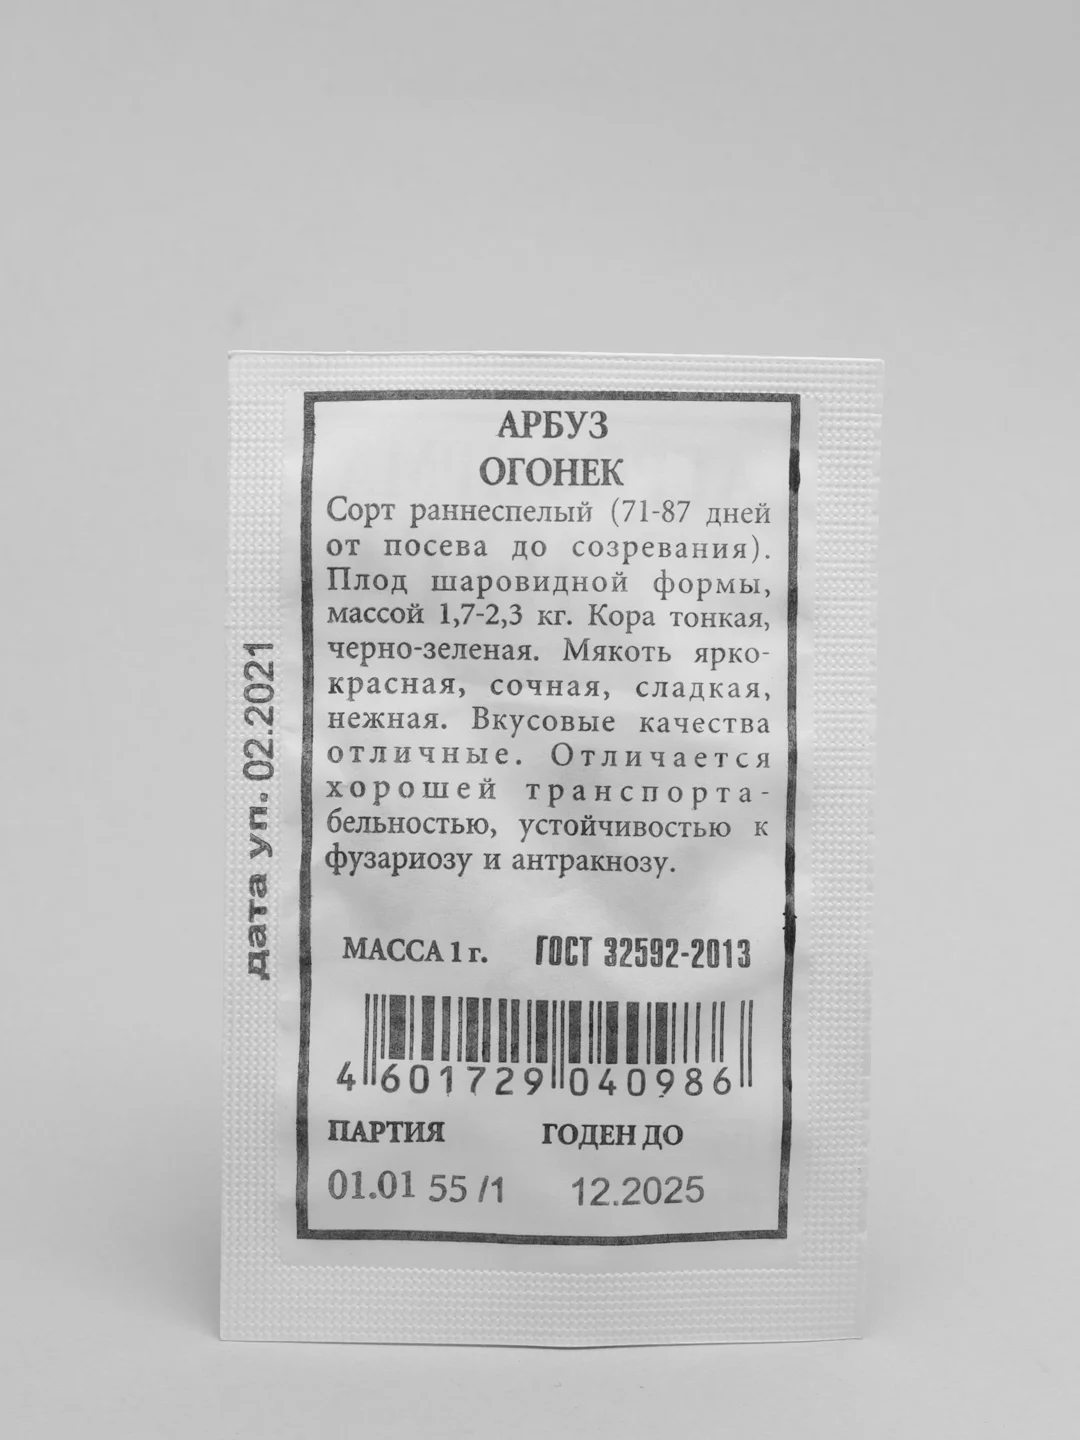 АРБУЗ
ОГОНЕК
Сорт раннеспелый (71-87 дней
от посева до созревания).
Плод шаровидной формы,
массой 1,7-2,3 кг. Кора тонкая,
черно-зеленая. Мякоть ярко-
красная, сочная, сладкая,
нежная. Вкусовые качества
отличные. Отличается
хорошей транспорта-
бельностью, устойчивостью к
фузариозу и антракнозу.
МАССА 1 г. ГОСТ 32592-2013
4 601729 040986
ПАРТИЯ ГОДЕН ДО
01.01 55 /1 12.2025
дата уп. 02.2021